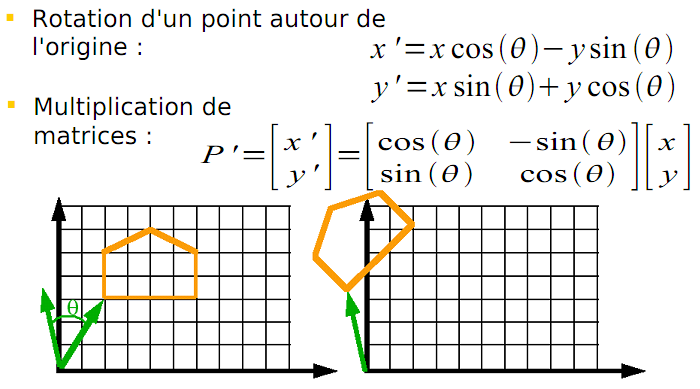 Rotation d'un point autour de
l'origine :
x '=x cos(θ)−y sin(θ)
y '=x sin(θ)+y cos(θ)
Multiplication de
matrices :
P '=[x '
y ']=[cos(θ) −sin(θ)
sin(θ) cos(θ)][x
y]
θ